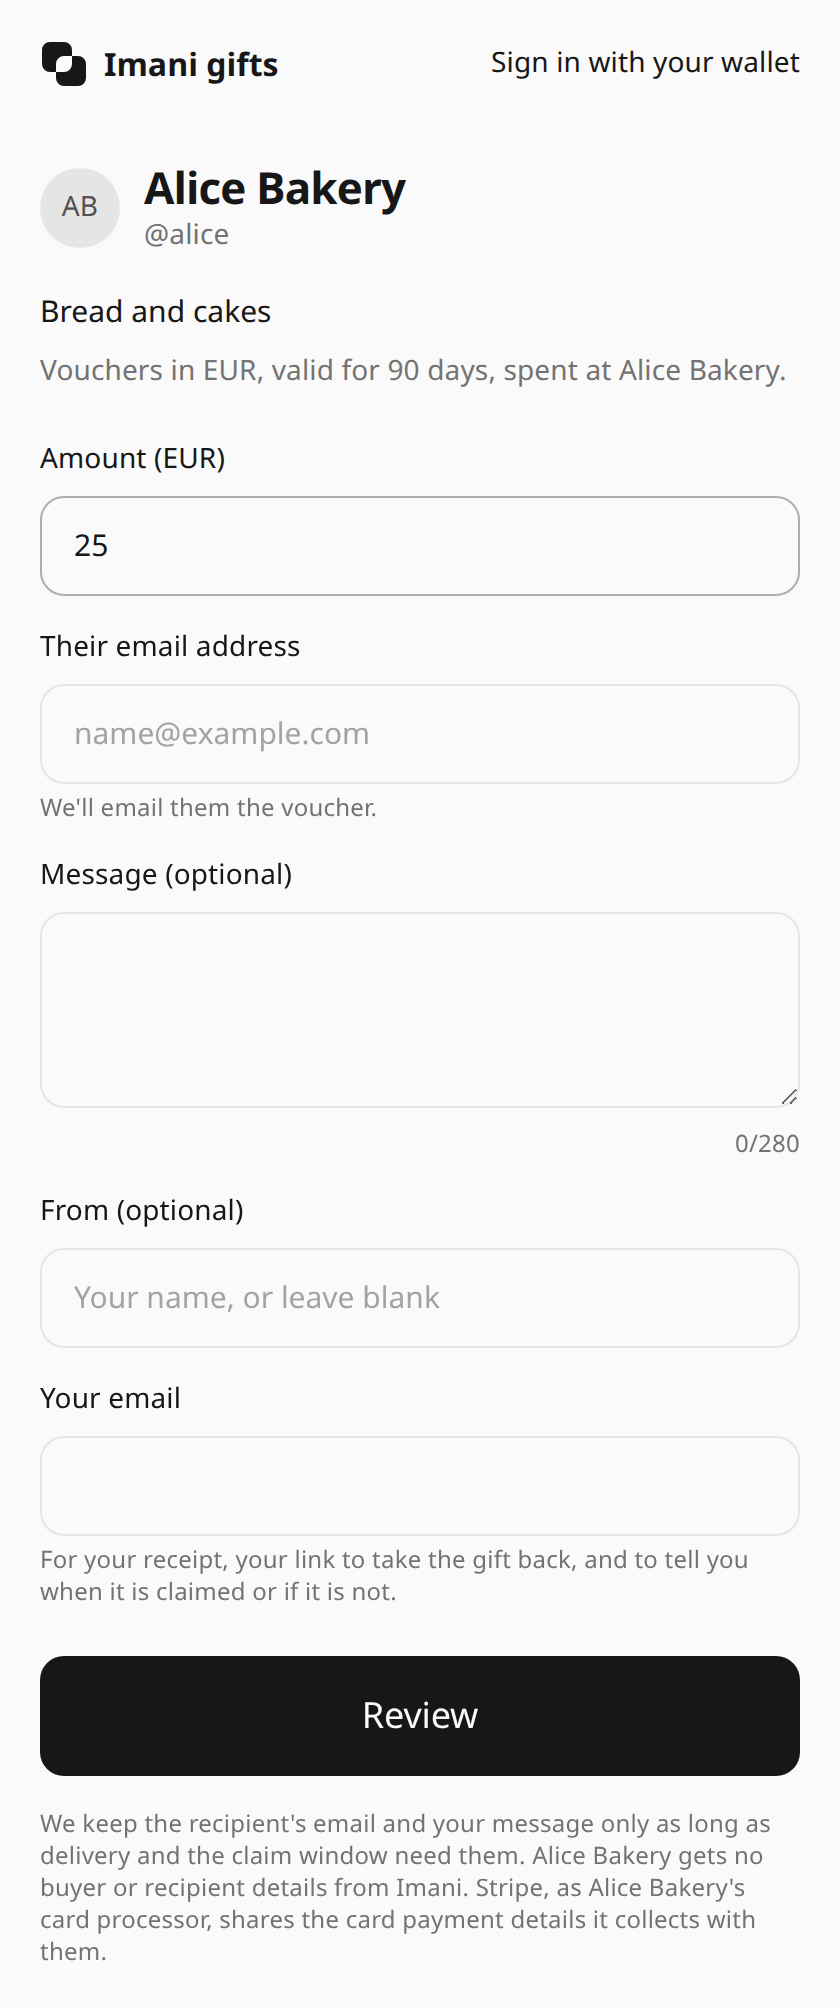 Imani gifts
Sign in with your wallet
AB
Alice Bakery
@alice
Bread and cakes
Vouchers in EUR, valid for 90 days, spent at Alice Bakery.
Amount (EUR)
25
Their email address
name@example.com
We'll email them the voucher.
Message (optional)
0/280
From (optional)
Your name, or leave blank
Your email
For your receipt, your link to take the gift back, and to tell you
when it is claimed or if it is not.
Review
We keep the recipient's email and your message only as long as
delivery and the claim window need them. Alice Bakery gets no
buyer or recipient details from Imani. Stripe, as Alice Bakery's
card processor, shares the card payment details it collects with
them.